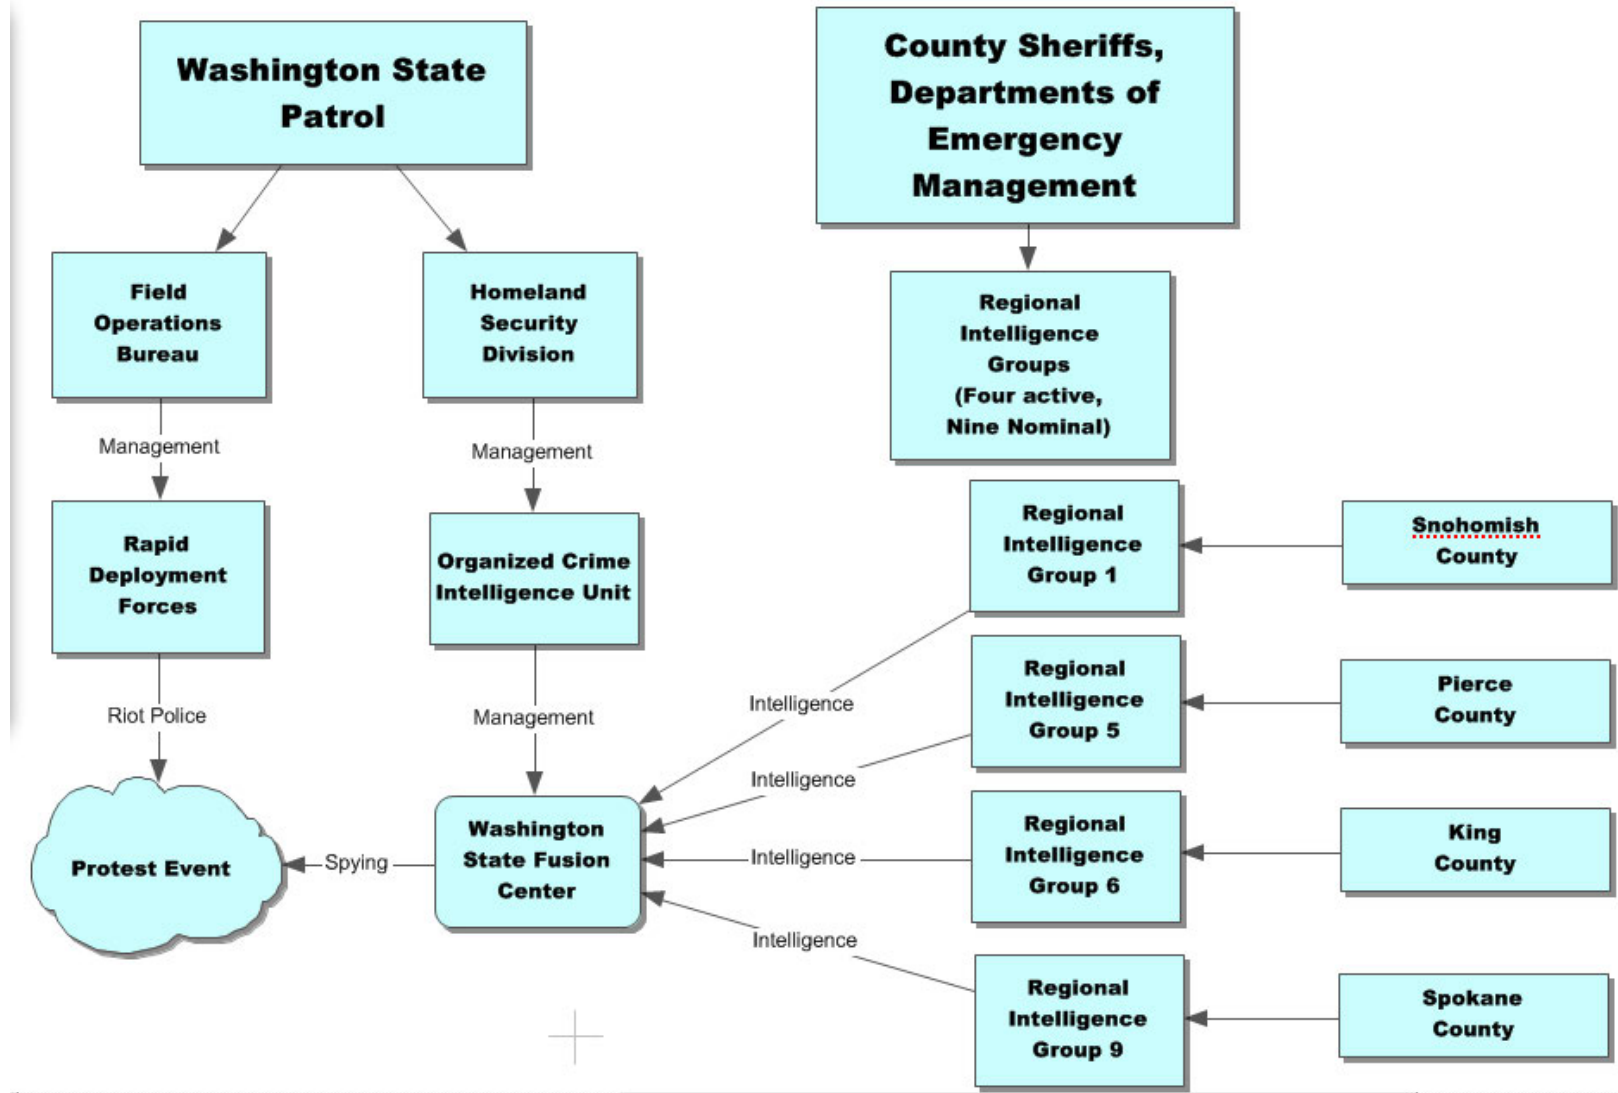 Washington State
Patrol
County Sheriffs,
Departments of
Emergency
Management
Field
Operations
Bureau
Homeland
Security
Division
Regional
Intelligence
Groups
(Four active,
Nine Nominal)
Management
Management
Rapid
Deployment
Forces
Organized Crime
Intelligence Unit
Regional
Intelligence
Group 1
Snohomish
County
Riot Police
Management
Intelligence
Regional
Intelligence
Group 5
Pierce
County
Intelligence
Protest Event
Spying
Washington
State Fusion
Center
Intelligence
Regional
Intelligence
Group 6
King
County
Intelligence
Regional
Intelligence
Group 9
Spokane
County